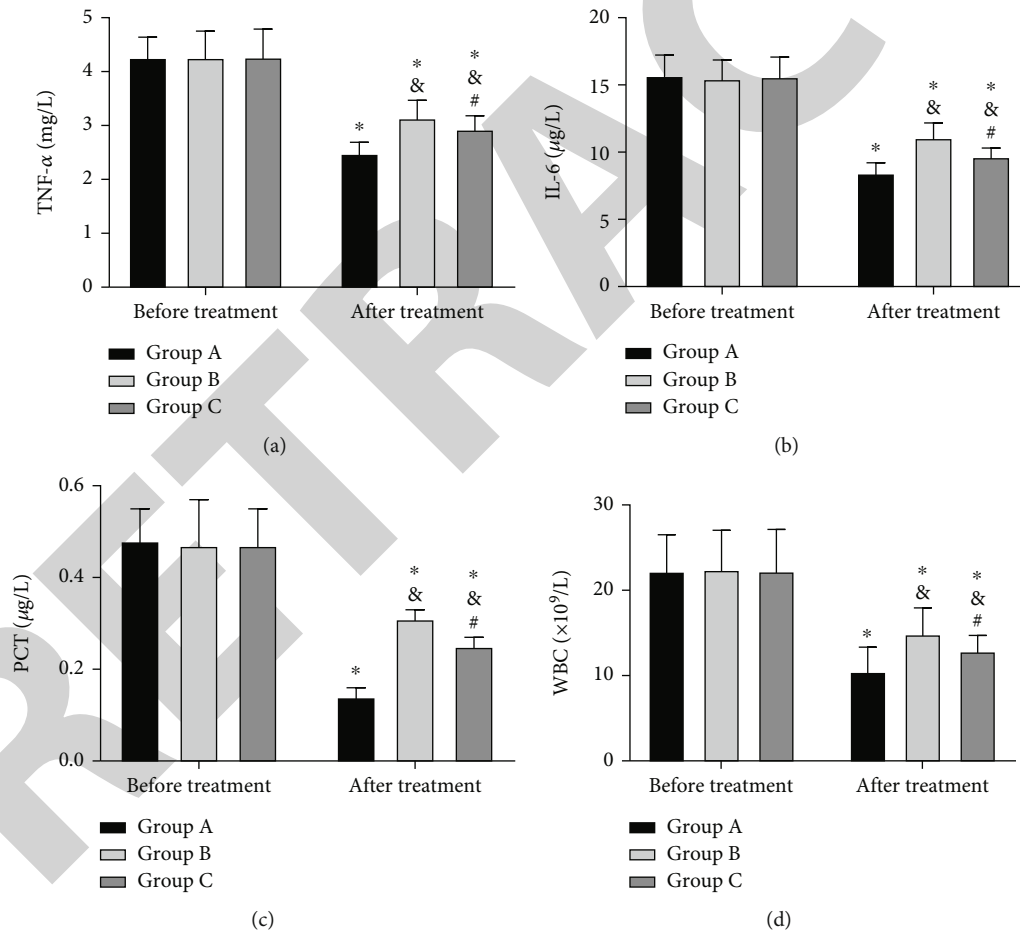 RETRAC
5
4
3
2
1
0
TNF-α (mg/L)
*
*
&
*
&
#
Before treatment
After treatment
Group A
Group B
Group C
(a)
20
15
10
5
0
IL-6 (μg/L)
*
*
&
*
&
#
Before treatment
After treatment
Group A
Group B
Group C
(b)
0.6
0.4
0.2
0.0
PCT (μg/L)
*
*
&
*
&
#
Before treatment
After treatment
Group A
Group B
Group C
(c)
30
20
10
0
WBC (×10⁹/L)
*
*
&
*
&
#
Before treatment
After treatment
Group A
Group B
Group C
(d)